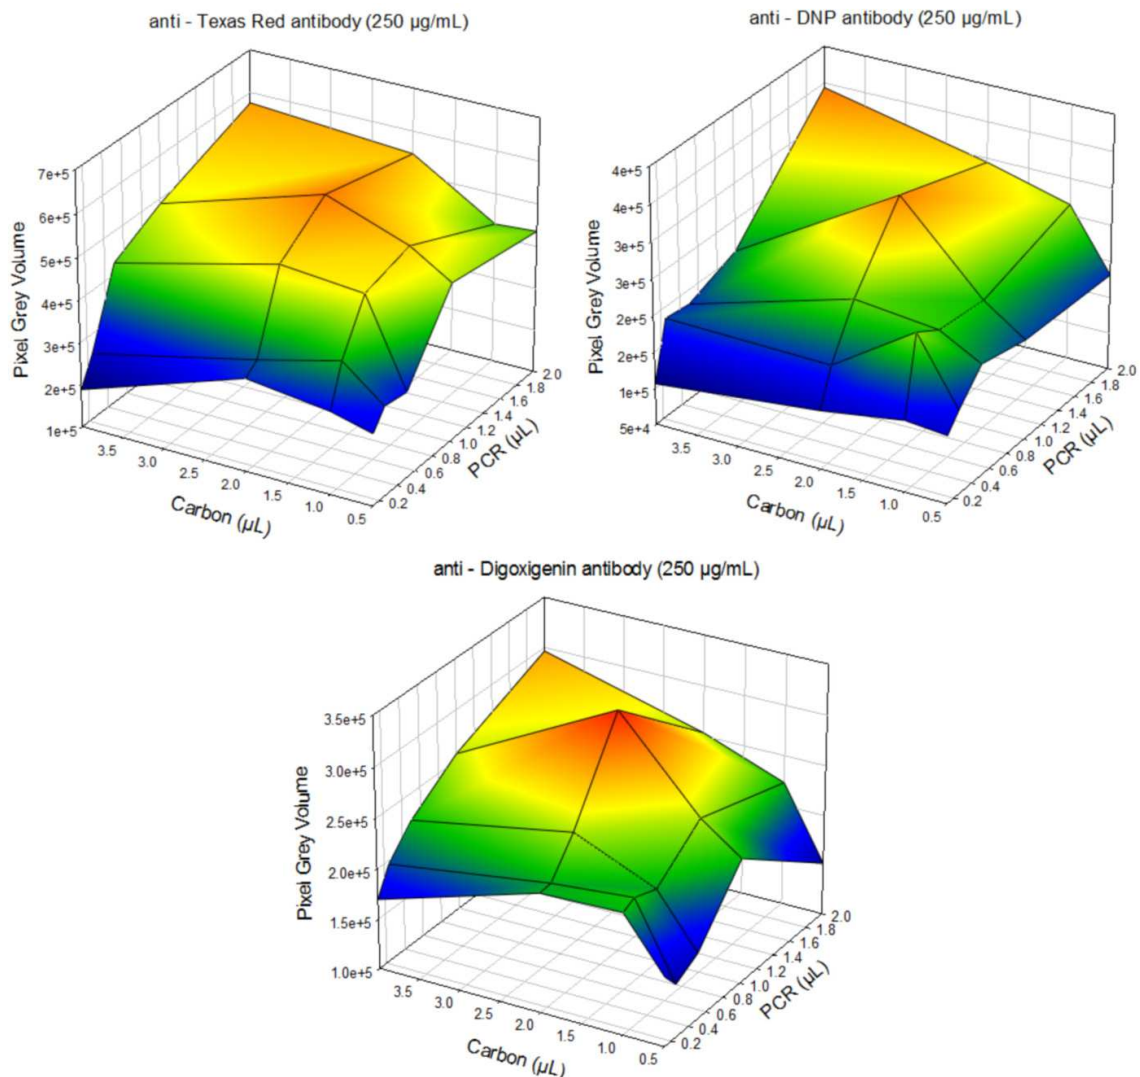 anti - Texas Red antibody (250 µg/mL)
7e+5
6e+5
5e+5
4e+5
3e+5
2e+5
1e+5
Pixel Grey Volume
3.5
3.0
2.5
2.0
1.5
1.0
0.5
Carbon (µL)
0.2
0.4
0.6
0.8
1.0
1.2
1.4
1.6
1.8
2.0
PCR (µL)
anti - DNP antibody (250 µg/mL)
4e+5
4e+5
3e+5
3e+5
2e+5
2e+5
1e+5
5e+4
Pixel Grey Volume
3.5
3.0
2.5
2.0
1.5
1.0
0.5
Carbon (µL)
0.2
0.4
0.6
0.8
1.0
1.2
1.4
1.6
1.8
2.0
PCR (µL)
anti - Digoxigenin antibody (250 µg/mL)
3.5e+5
3.0e+5
2.5e+5
2.0e+5
1.5e+5
1.0e+5
Pixel Grey Volume
3.5
3.0
2.5
2.0
1.5
1.0
0.5
Carbon (µL)
0.2
0.4
0.6
0.8
1.0
1.2
1.4
1.6
1.8
2.0
PCR (µL)